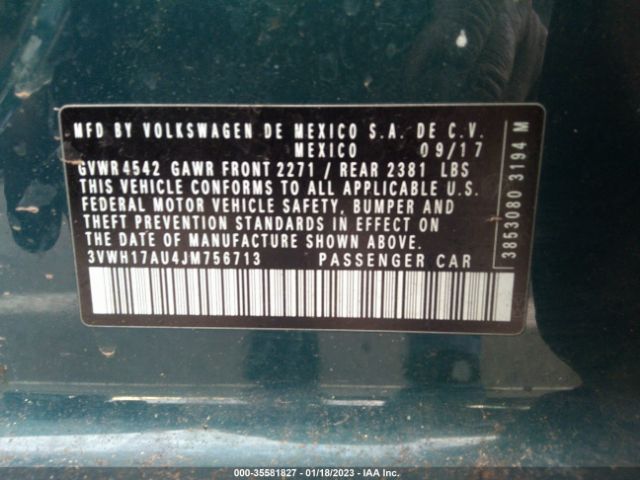 MFD BY VOLKSWAGEN DE MEXICO S.A. DE C.V.
MEXICO 09/17
GVWR 4542 GAWR FRONT 2271 / REAR 2381 LBS
THIS VEHICLE CONFORMS TO ALL APPLICABLE U.S.
FEDERAL MOTOR VEHICLE SAFETY, BUMPER AND
THEFT PREVENTION STANDARDS IN EFFECT ON
THE DATE OF MANUFACTURE SHOWN ABOVE.
3VWH17AU4JM756713 PASSENGER CAR
3853080 3194 M
000-35581827 - 01/18/2023 - IAA Inc.